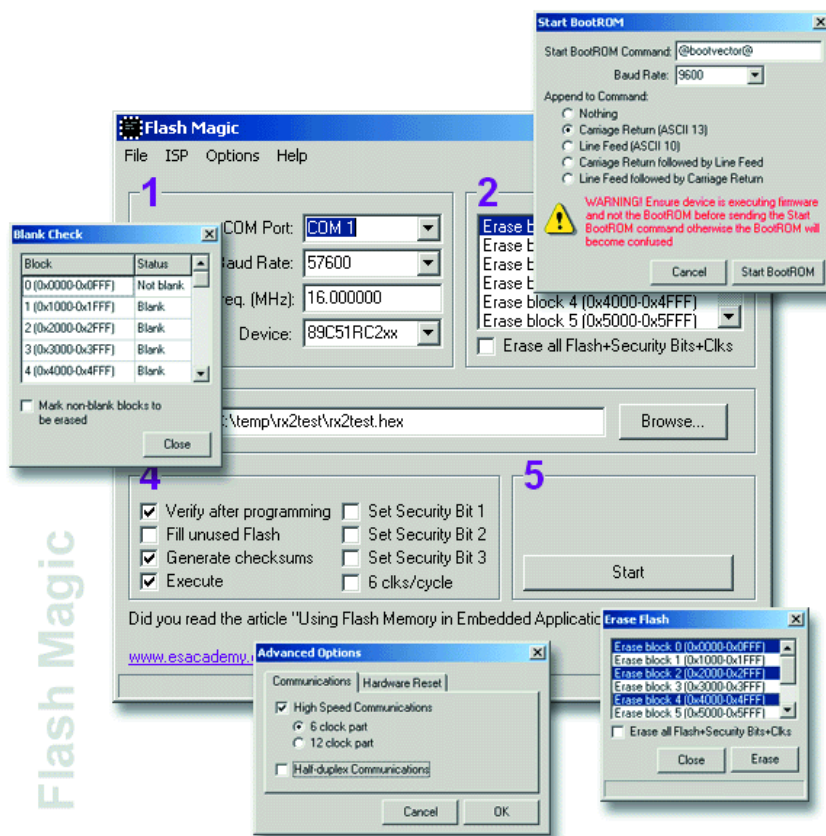 Start BootROM
Start BootROM Command: @bootvector@
Baud Rate: 9600
Append to Command:
Nothing
Carriage Return (ASCII 13)
Line Feed (ASCII 10)
Carriage Return followed by Line Feed
Line Feed followed by Carriage Return
WARNING! Ensure device is executing firmware
and not the BootROM before sending the Start
BootROM command otherwise the BootROM will
become confused
Cancel Start BootROM
Flash Magic
File ISP Options Help
1
COM Port: COM 1
Baud Rate: 57600
(MHz): 16.000000
Device: 89C51RC2xx
2
Erase
Erase
Erase
Erase
Erase block 4 (0x4000-0x4FFF)
Erase block 5 (0x5000-0x5FFF)
Erase all Flash+Security Bits+Clks
Blank Check
Block Status
0 (0x0000-0x0FFF) Not blank
1 (0x1000-0x1FFF) Blank
2 (0x2000-0x2FFF) Blank
3 (0x3000-0x3FFF) Blank
4 (0x4000-0x4FFF) Blank
Mark non-blank blocks to
be erased
Close
:\temp\rx2test\rx2test.hex Browse...
4
Verify after programming Set Security Bit 1
Fill unused Flash Set Security Bit 2
Generate checksums Set Security Bit 3
Execute 6 clks/cycle
5
Start
Did you read the article "Using Flash Memory in Embedded
www.esacademy.
Advanced Options
Communications Hardware Reset
High Speed Communications
6 clock part
12 clock part
Half-duplex Communications
Cancel OK
Erase Flash
Erase block 0 (0x0000-0x0FFF)
Erase block 1 (0x1000-0x1FFF)
Erase block 2 (0x2000-0x2FFF)
Erase block 3 (0x3000-0x3FFF)
Erase block 4 (0x4000-0x4FFF)
Erase block 5 (0x5000-0x5FFF)
Erase all Flash+Security Bits+Clks
Close Erase
Flash Magic